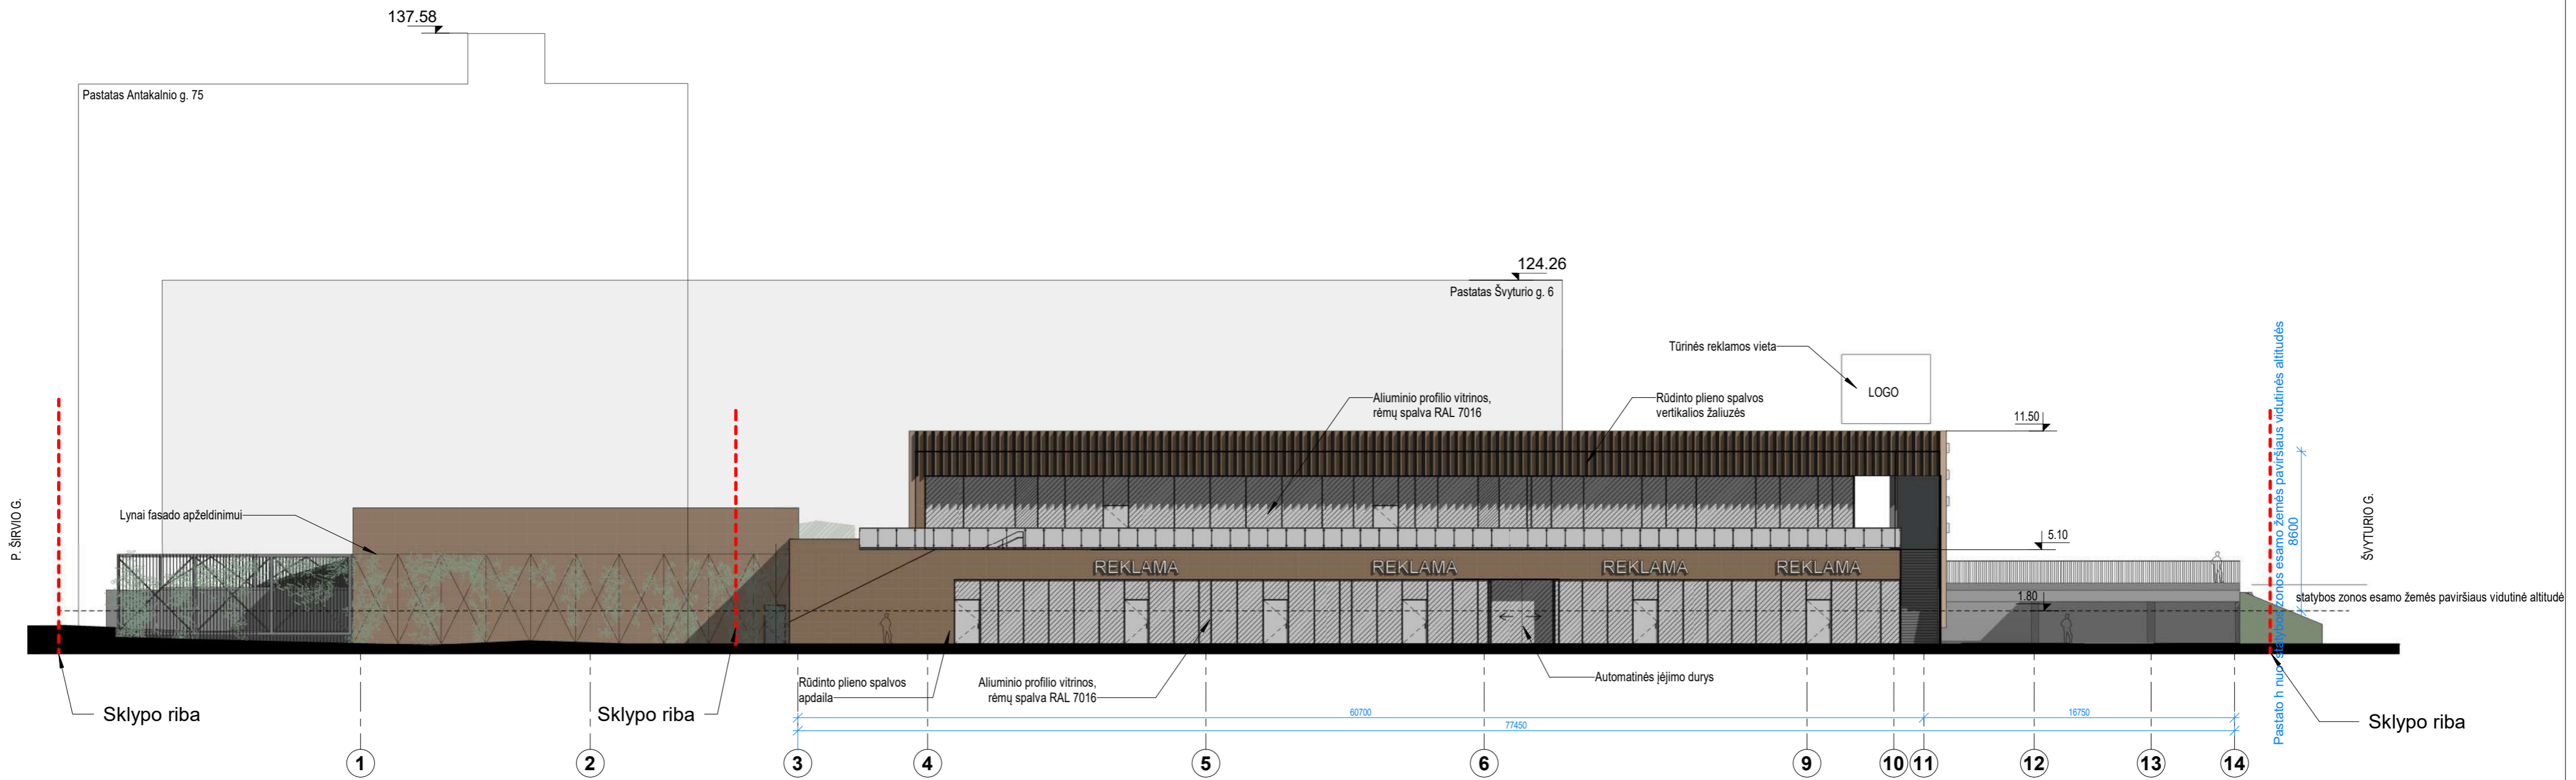 137.58
Pastatas Antakalnio g. 75
124.26
Pastatas Švyturio g. 6
Tūrinės reklamos vieta
LOGO
Aliuminio profilio vitrinos,
rėmų spalva RAL 7016
Rūdinto plieno spalvos
vertikalios žaliuzės
11.50
Pastato h nuo statybos zonos esamo žemės paviršiaus vidutinės altitudės
8600
P. ŠIRVIO G.
Lynai fasado apželdinimui
ŠVYTURIO G.
5.10
REKLAMA
REKLAMA
REKLAMA
REKLAMA
1.80
statybos zonos esamo žemės paviršiaus vidutinė altitudė
Rūdinto plieno spalvos
apdaila
Aliuminio profilio vitrinos,
rėmų spalva RAL 7016
Automatinės įėjimo durys
Sklypo riba
Sklypo riba
Sklypo riba
60700
16750
77450
1
2
3
4
5
6
9
10
11
12
13
14